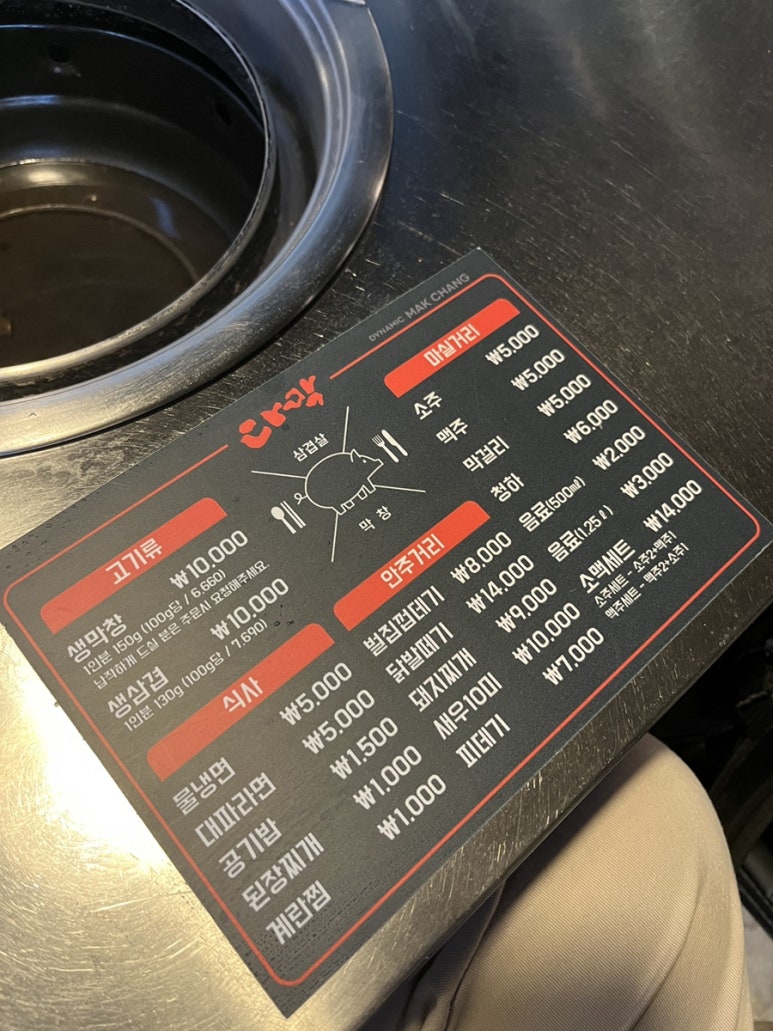 DYNAMIC MAK CHANG
다막
삼겹살
막창
고기류
생막창 ₩10,000
1인분 150g (100g당 / 6,660)
납작하게 드실 분은 주문시 요청해주세요.
생삼겹 ₩10,000
1인분 130g (100g당 / 7,690)
식사
물냉면 ₩5,000
대파라면 ₩5,000
공기밥 ₩1,500
된장찌개 ₩1,000
계란찜 ₩1,000
안주거리
벌집껍데기 ₩8,000
닭발떼기 ₩14,000
돼지찌개 ₩9,000
새우10미 ₩10,000
피데기 ₩7,000
마실거리
소주 ₩5,000
맥주 ₩5,000
막걸리 ₩5,000
청하 ₩6,000
음료(500㎖) ₩2,000
음료(1.25ℓ) ₩3,000
소맥세트 ₩14,000
소주세트 - 소주2+맥주1
맥주세트 - 맥주2+소주1